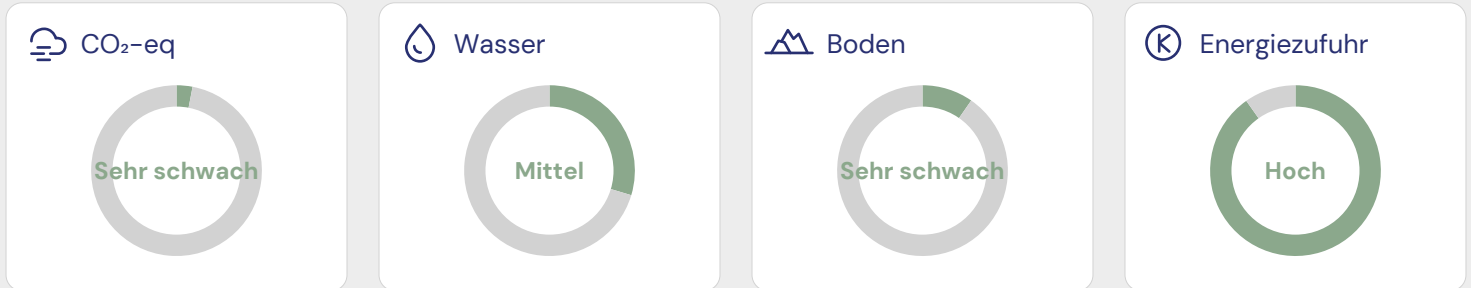 CO₂-eq
Sehr schwach
Wasser
Mittel
Boden
Sehr schwach
Energiezufuhr
Hoch